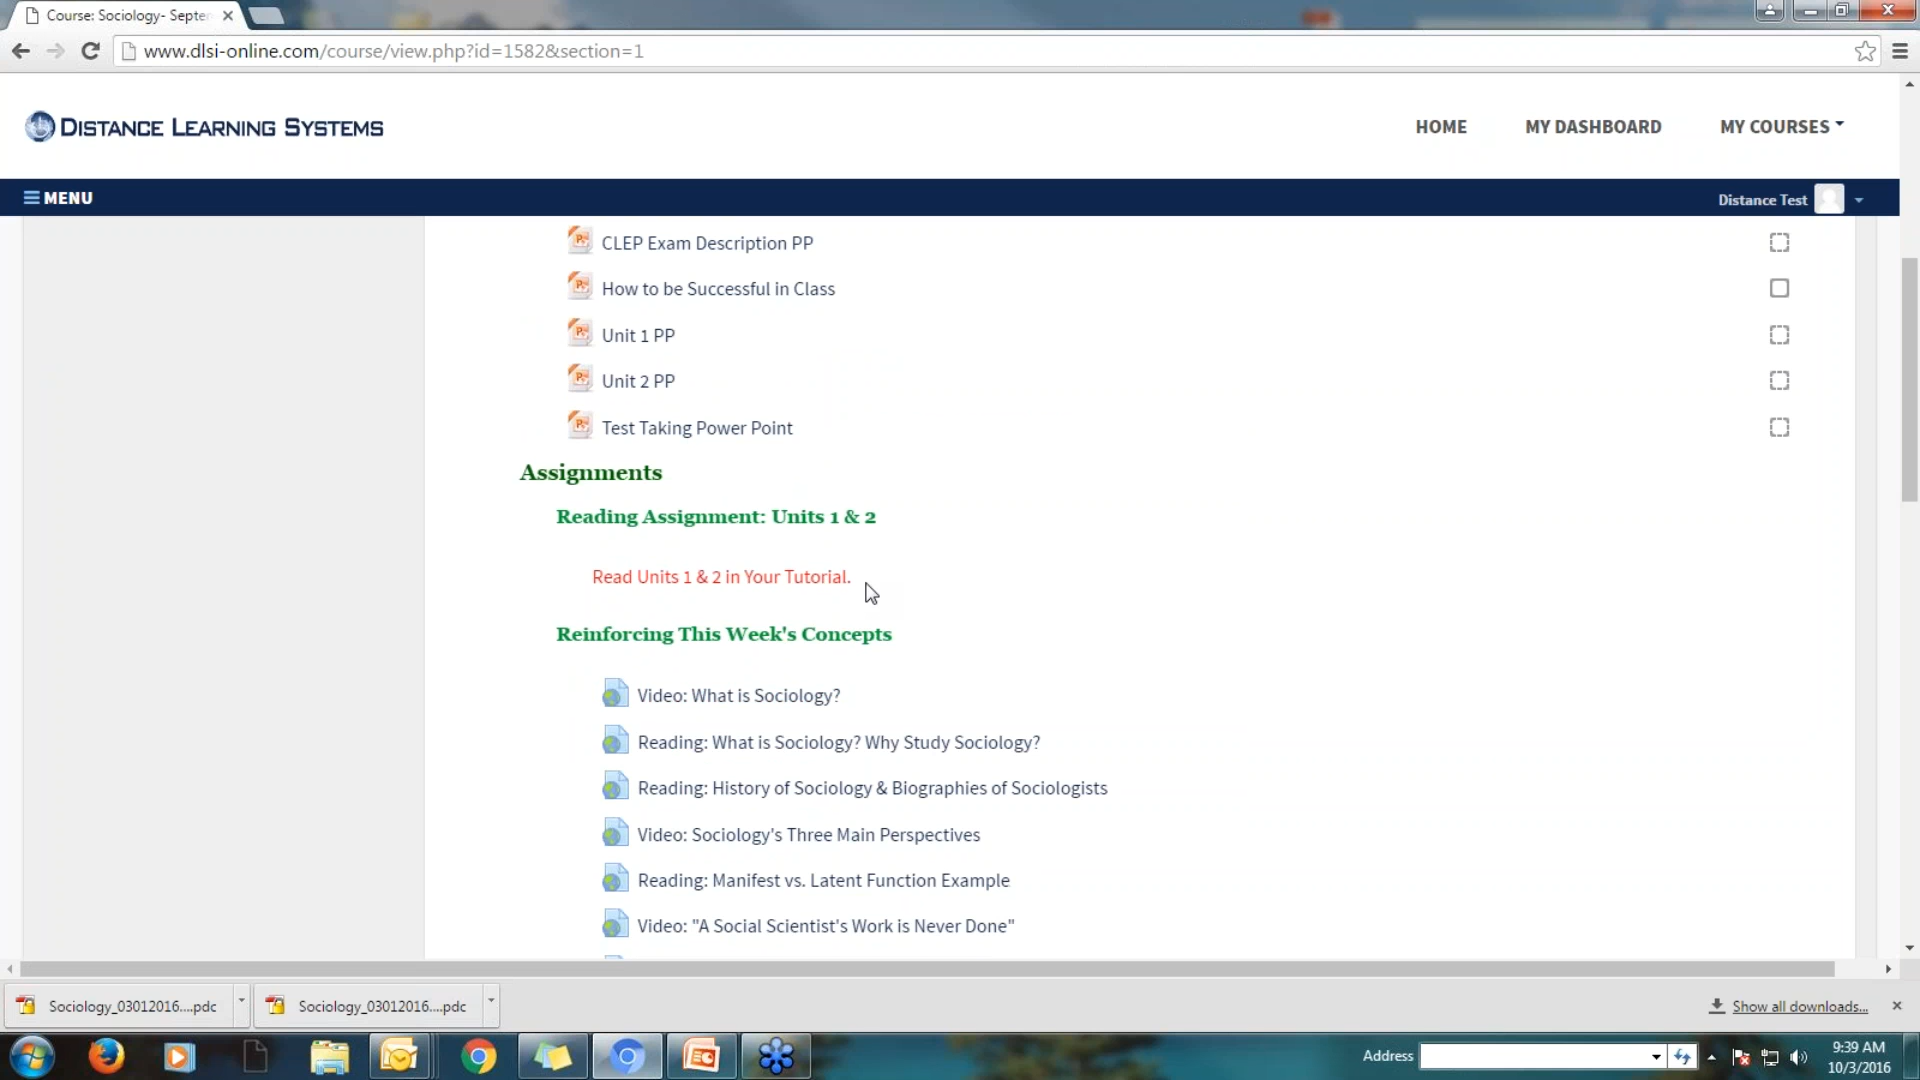 Course: Sociology- Septe
www.dlsi-online.com/course/view.php?id=1582&section=1
DISTANCE LEARNING SYSTEMS
HOME
MY DASHBOARD
MY COURSES
MENU
Distance Test
CLEP Exam Description PP
How to be Successful in Class
Unit 1 PP
Unit 2 PP
Test Taking Power Point
Assignments
Reading Assignment: Units 1 & 2
Read Units 1 & 2 in Your Tutorial.
Reinforcing This Week's Concepts
Video: What is Sociology?
Reading: What is Sociology? Why Study Sociology?
Reading: History of Sociology & Biographies of Sociologists
Video: Sociology's Three Main Perspectives
Reading: Manifest vs. Latent Function Example
Video: "A Social Scientist's Work is Never Done"
Sociology_03012016....pdc
Sociology_03012016....pdc
Show all downloads...
Address
9:39 AM
10/3/2016